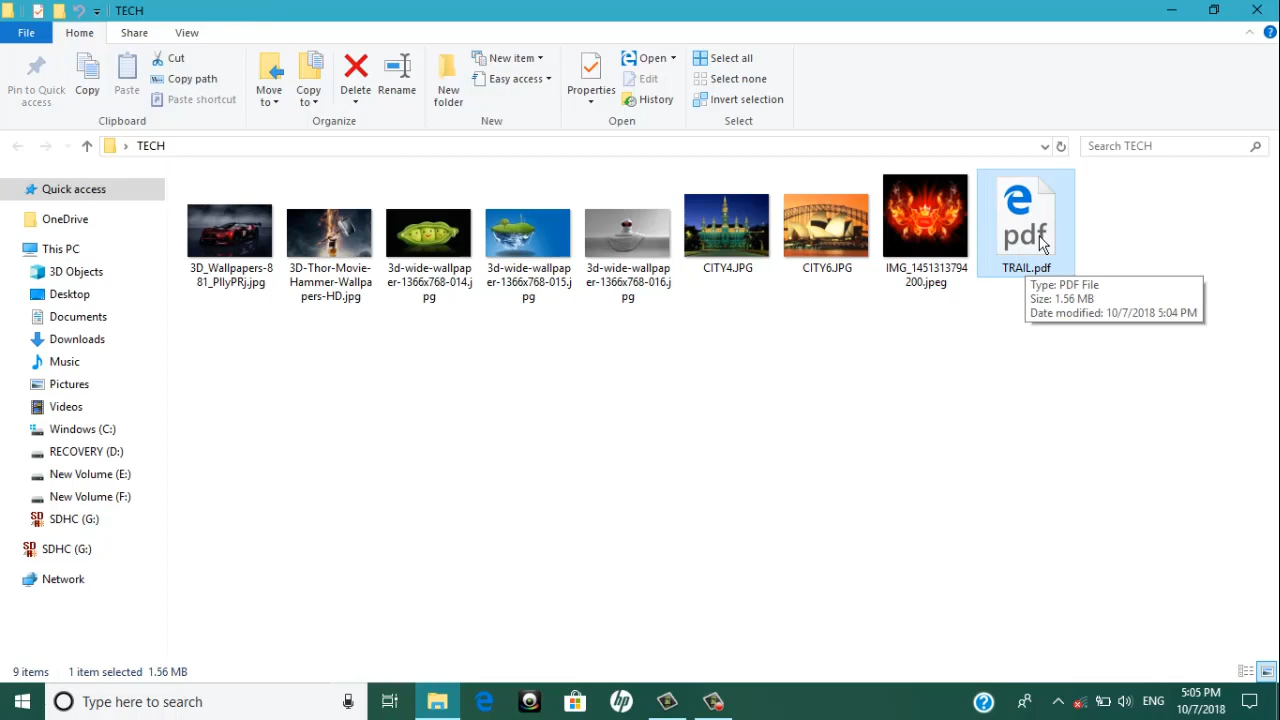 TECH
File Home Share View
Pin to Quick access
Copy
Paste
Cut
Copy path
Paste shortcut
Clipboard
Move to
Copy to
Delete
Rename
Organize
New folder
New item
Easy access
New
Properties
Open
Edit
History
Open
Select all
Select none
Invert selection
Select
TECH
Search TECH
Quick access
OneDrive
This PC
3D Objects
Desktop
Documents
Downloads
Music
Pictures
Videos
Windows (C:)
RECOVERY (D:)
New Volume (E:)
New Volume (F:)
SDHC (G:)
SDHC (G:)
Network
3D_Wallpapers-8
81_PIIyPRj.jpg
3D-Thor-Movie-
Hammer-Wallpa
pers-HD.jpg
3d-wide-wallpap
er-1366x768-014.j
pg
3d-wide-wallpap
er-1366x768-015.j
pg
3d-wide-wallpap
er-1366x768-016.j
pg
CITY4.JPG
CITY6.JPG
IMG_1451313794
200.jpeg
pdf
TRAIL.pdf
Type: PDF File
Size: 1.56 MB
Date modified: 10/7/2018 5:04 PM
9 items 1 item selected 1.56 MB
Type here to search
hp
ENG
5:05 PM
10/7/2018